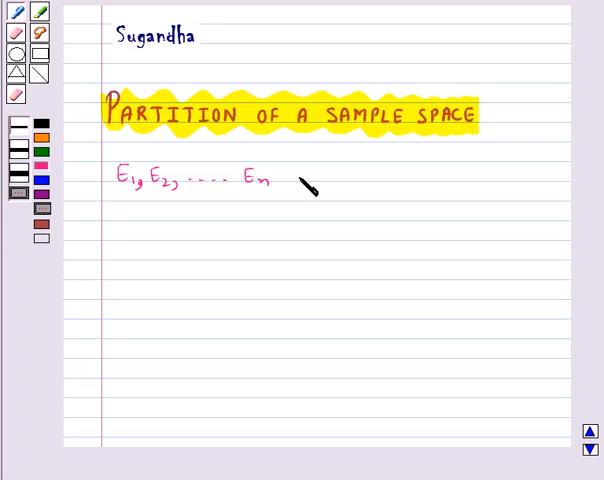 Sugandha
PARTITION OF A SAMPLE SPACE
E1, E2, ..... En